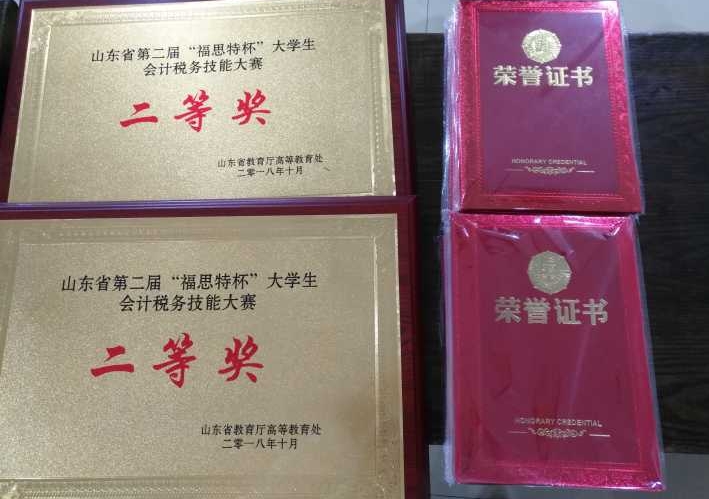 山东省第二届“福思特杯”大学生
会计税务技能大赛
二等奖
山东省教育厅高等教育处
二零一八年十月
荣誉证书
HONORARY CREDENTIAL
山东省第二届“福思特杯”大学生
会计税务技能大赛
二等奖
山东省教育厅高等教育处
二零一八年十月
荣誉证书
HONORARY CREDENTIAL